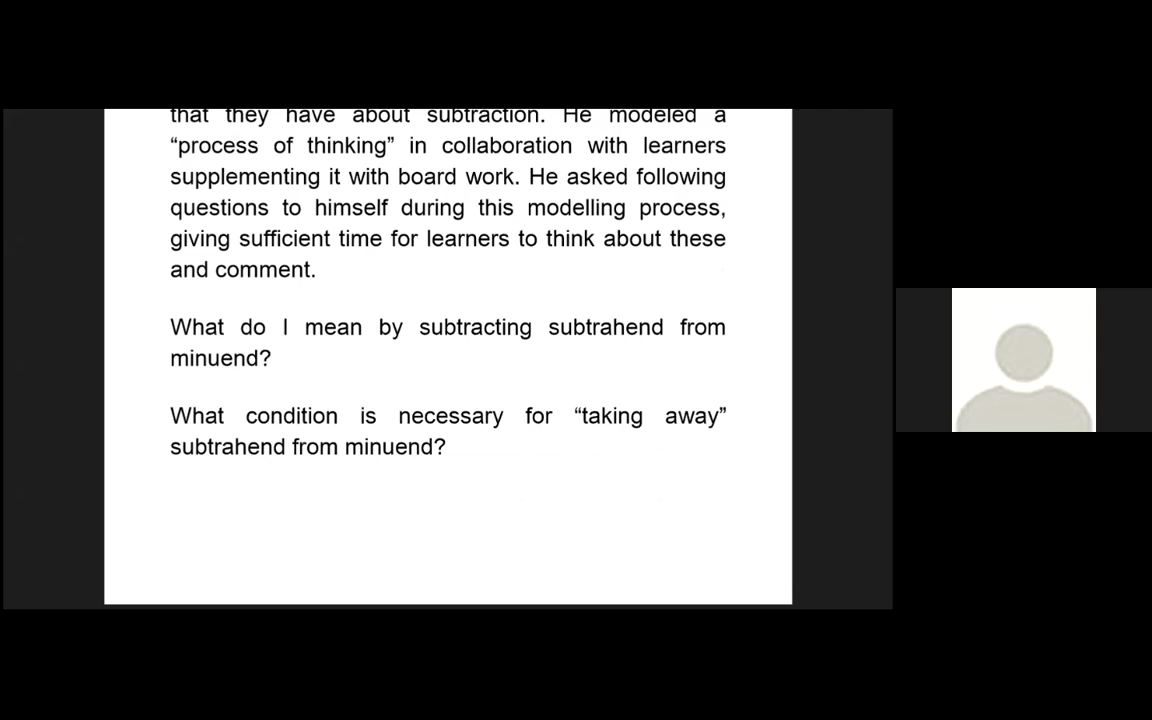 that they have about subtraction. He modeled a
“process of thinking” in collaboration with learners
supplementing it with board work. He asked following
questions to himself during this modelling process,
giving sufficient time for learners to think about these
and comment.
What do I mean by subtracting subtrahend from
minuend?
What condition is necessary for “taking away”
subtrahend from minuend?